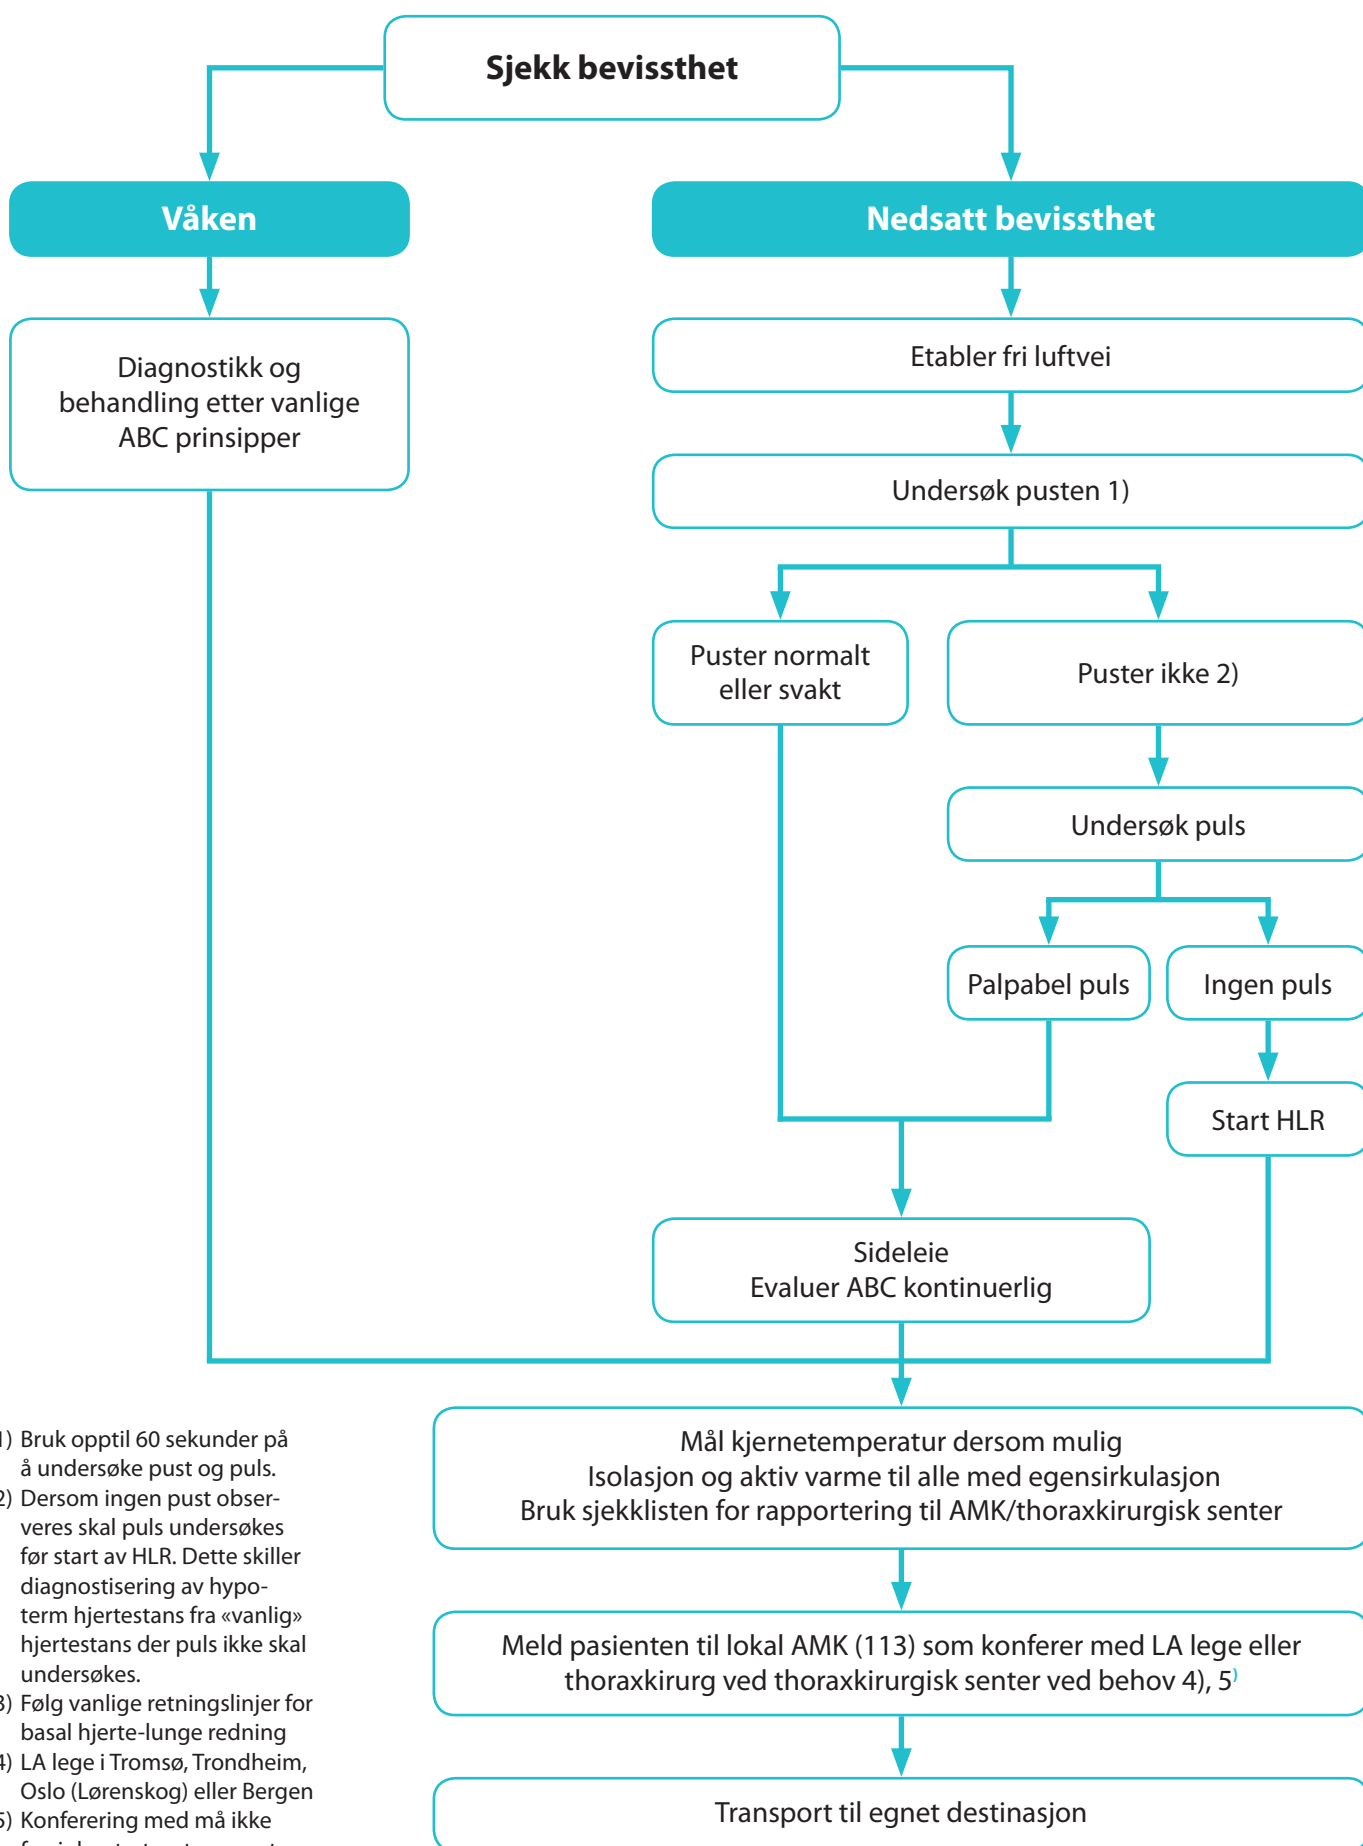 Sjekk bevissthet
Våken
Nedsatt bevissthet
Diagnostikk og
behandling etter vanlige
ABC prinsipper
Etabler fri luftvei
Undersøk pusten 1)
Puster normalt
eller svakt
Puster ikke 2)
Undersøk puls
Palpabel puls
Ingen puls
Start HLR
Sideleie
Evaluer ABC kontinuerlig
Mål kjernetemperatur dersom mulig
Isolasjon og aktiv varme til alle med egensirkulasjon
Bruk sjekklisten for rapportering til AMK/thoraxkirurgisk senter
Meld pasienten til lokal AMK (113) som konferer med LA lege eller
thoraxkirurg ved thoraxkirurgisk senter ved behov 4), 5)
Transport til egnet destinasjon
1) Bruk opptil 60 sekunder på
å undersøke pust og puls.
2) Dersom ingen pust obser-
veres skal puls undersøkes
før start av HLR. Dette skiller
diagnostisering av hypo-
term hjertestans fra «vanlig»
hjertestans der puls ikke skal
undersøkes.
3) Følg vanlige retningslinjer for
basal hjerte-lunge redning
4) LA lege i Tromsø, Trondheim,
Oslo (Lørenskog) eller Bergen
5) Konferering med må ikke